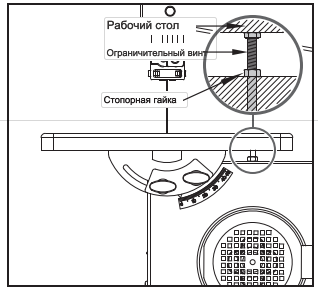 Рабочий стол
Ограничительный винт
Стопорная гайка